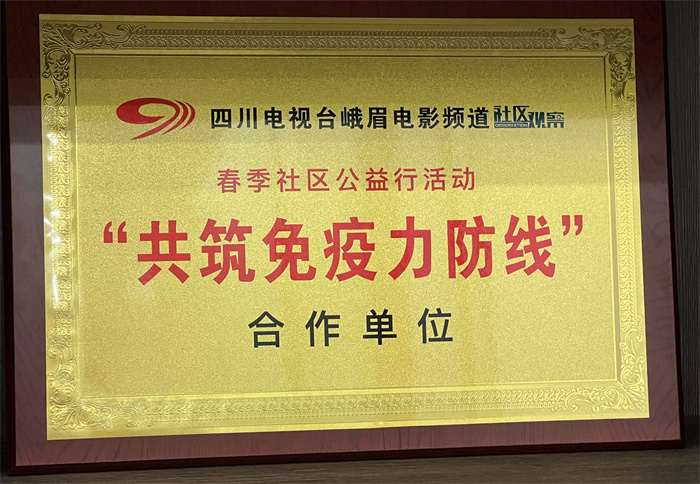 四川电视台峨眉电影频道 社区观察
OBSERVATION
春季社区公益行活动
“共筑免疫力防线”
合作单位